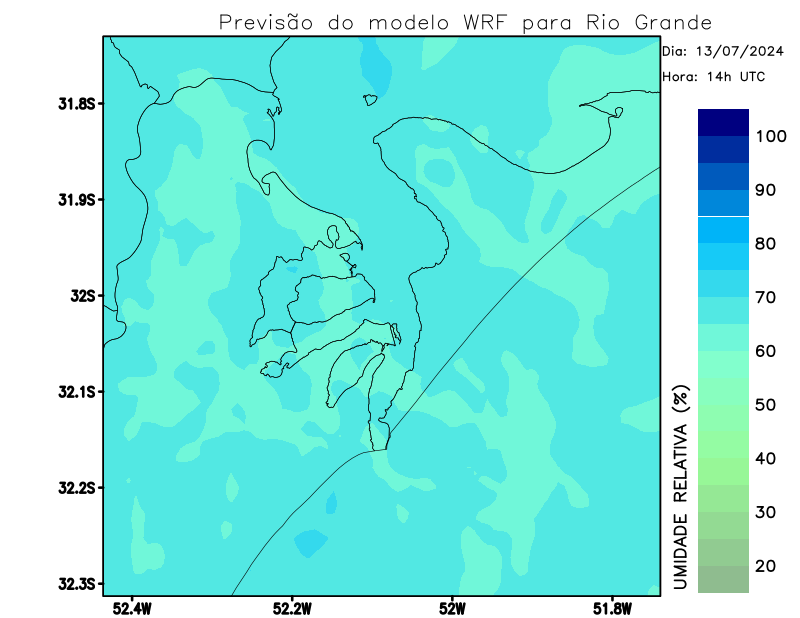 Previsão do modelo WRF para Rio Grande
Dia: 13/07/2024
Hora: 14h UTC
31.8S
31.9S
32S
32.1S
32.2S
32.3S
52.4W
52.2W
52W
51.8W
100
90
80
70
60
50
40
30
20
UMIDADE RELATIVA (%)